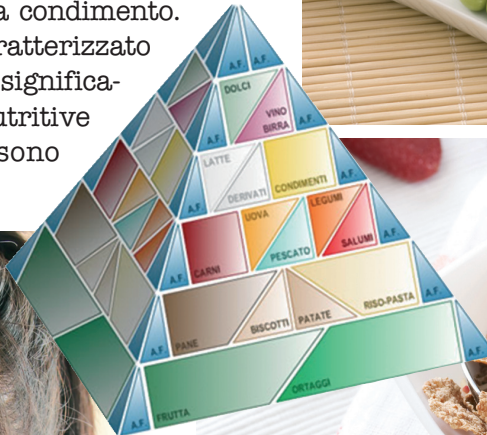 a condimento.
ratterizzato
significa-
utritive
sono
A.F. A.F.
DOLCI
VINO
BIRRA
A.F. A.F.
LATTE
DERIVATI
CONDIMENTI
A.F. A.F.
CARNI
UOVA
PESCATO
LEGUMI
SALUMI
A.F. A.F.
PANE
BISCOTTI
PATATE
RISO-PASTA
A.F. A.F.
FRUTTA
ORTAGGI
A.F. A.F.